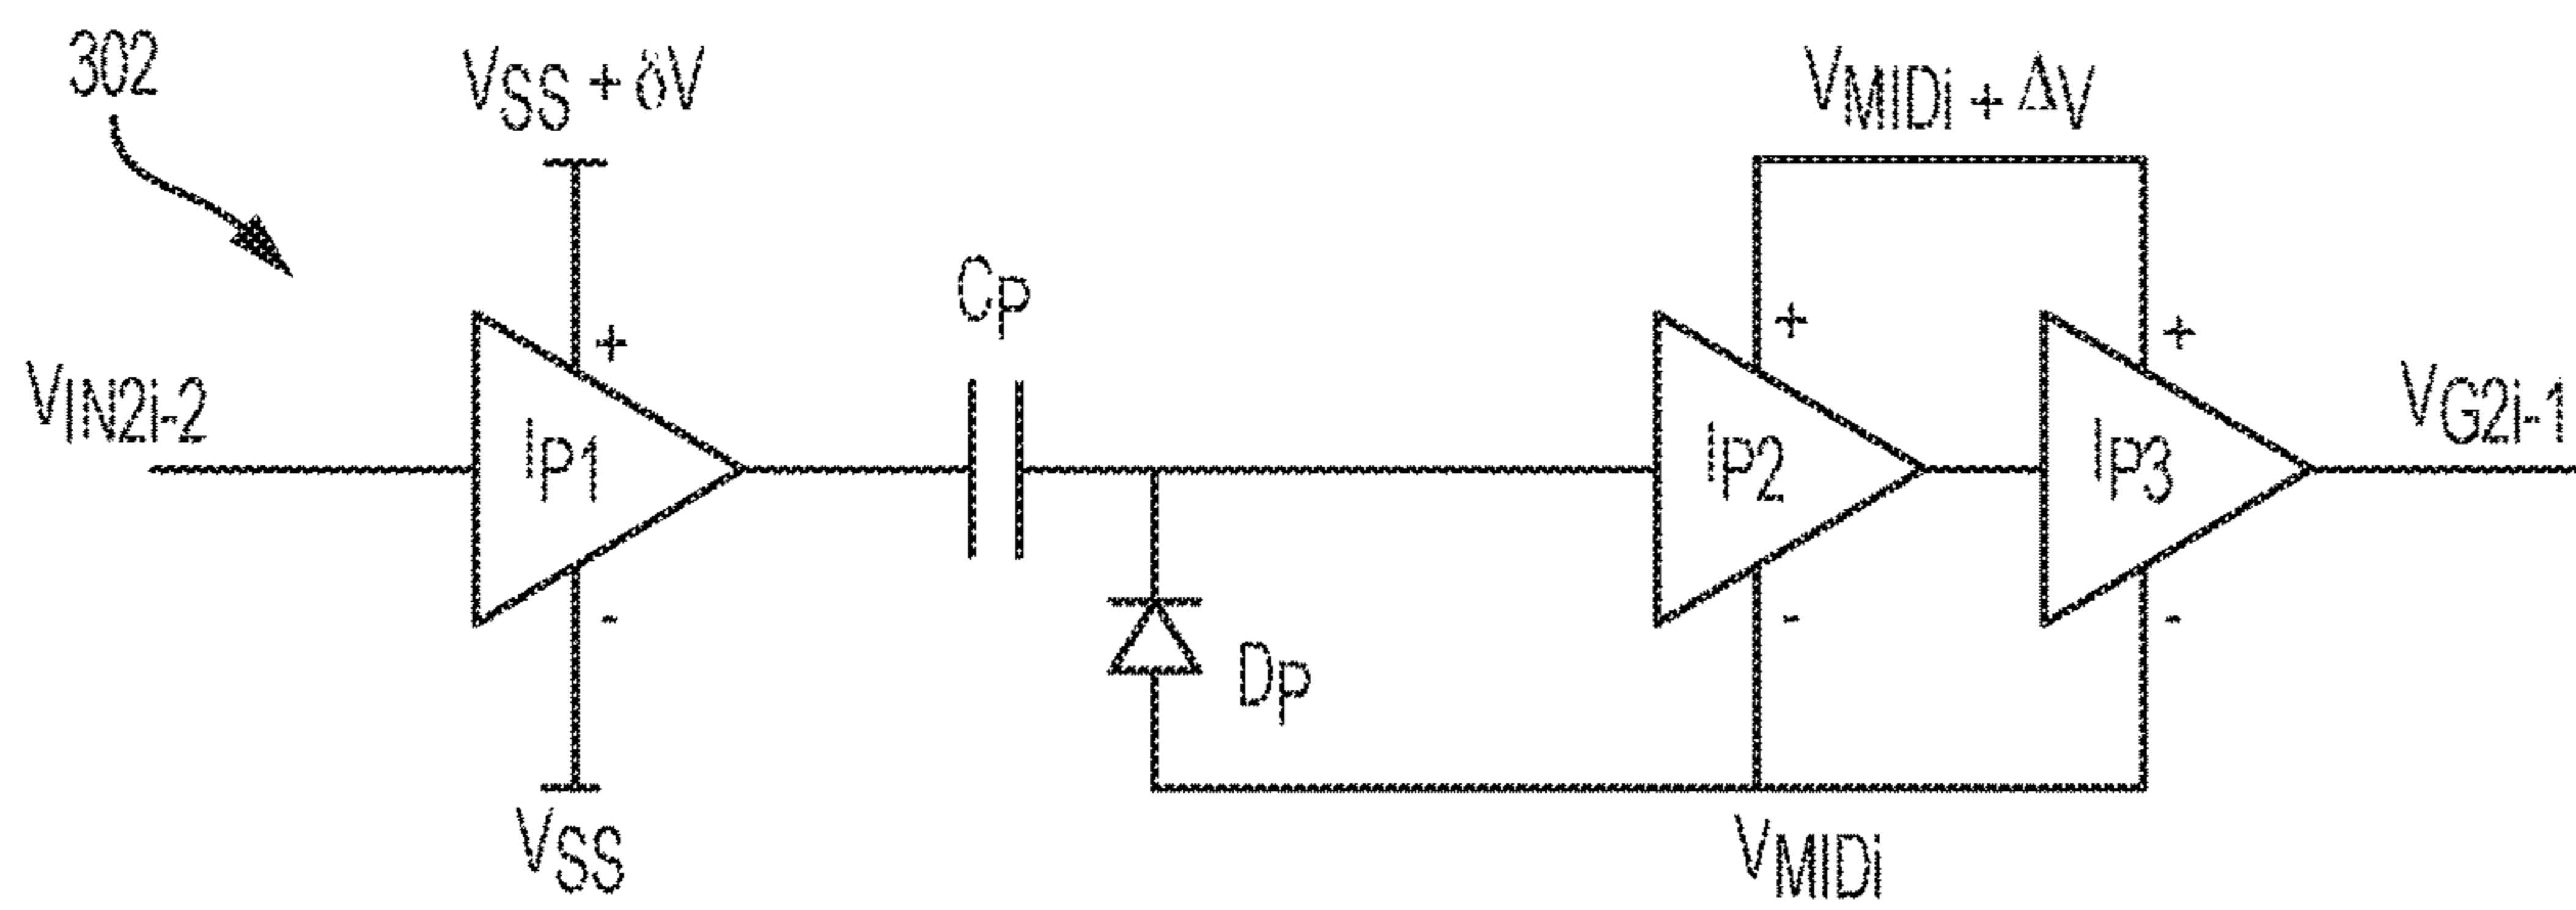 302
VSS + δV
VMIDi + ΔV
CP
+
+
+
VIN2i-2
IP1
IP2
IP3
VG2i-1
-
-
-
DP
VSS
VMIDi